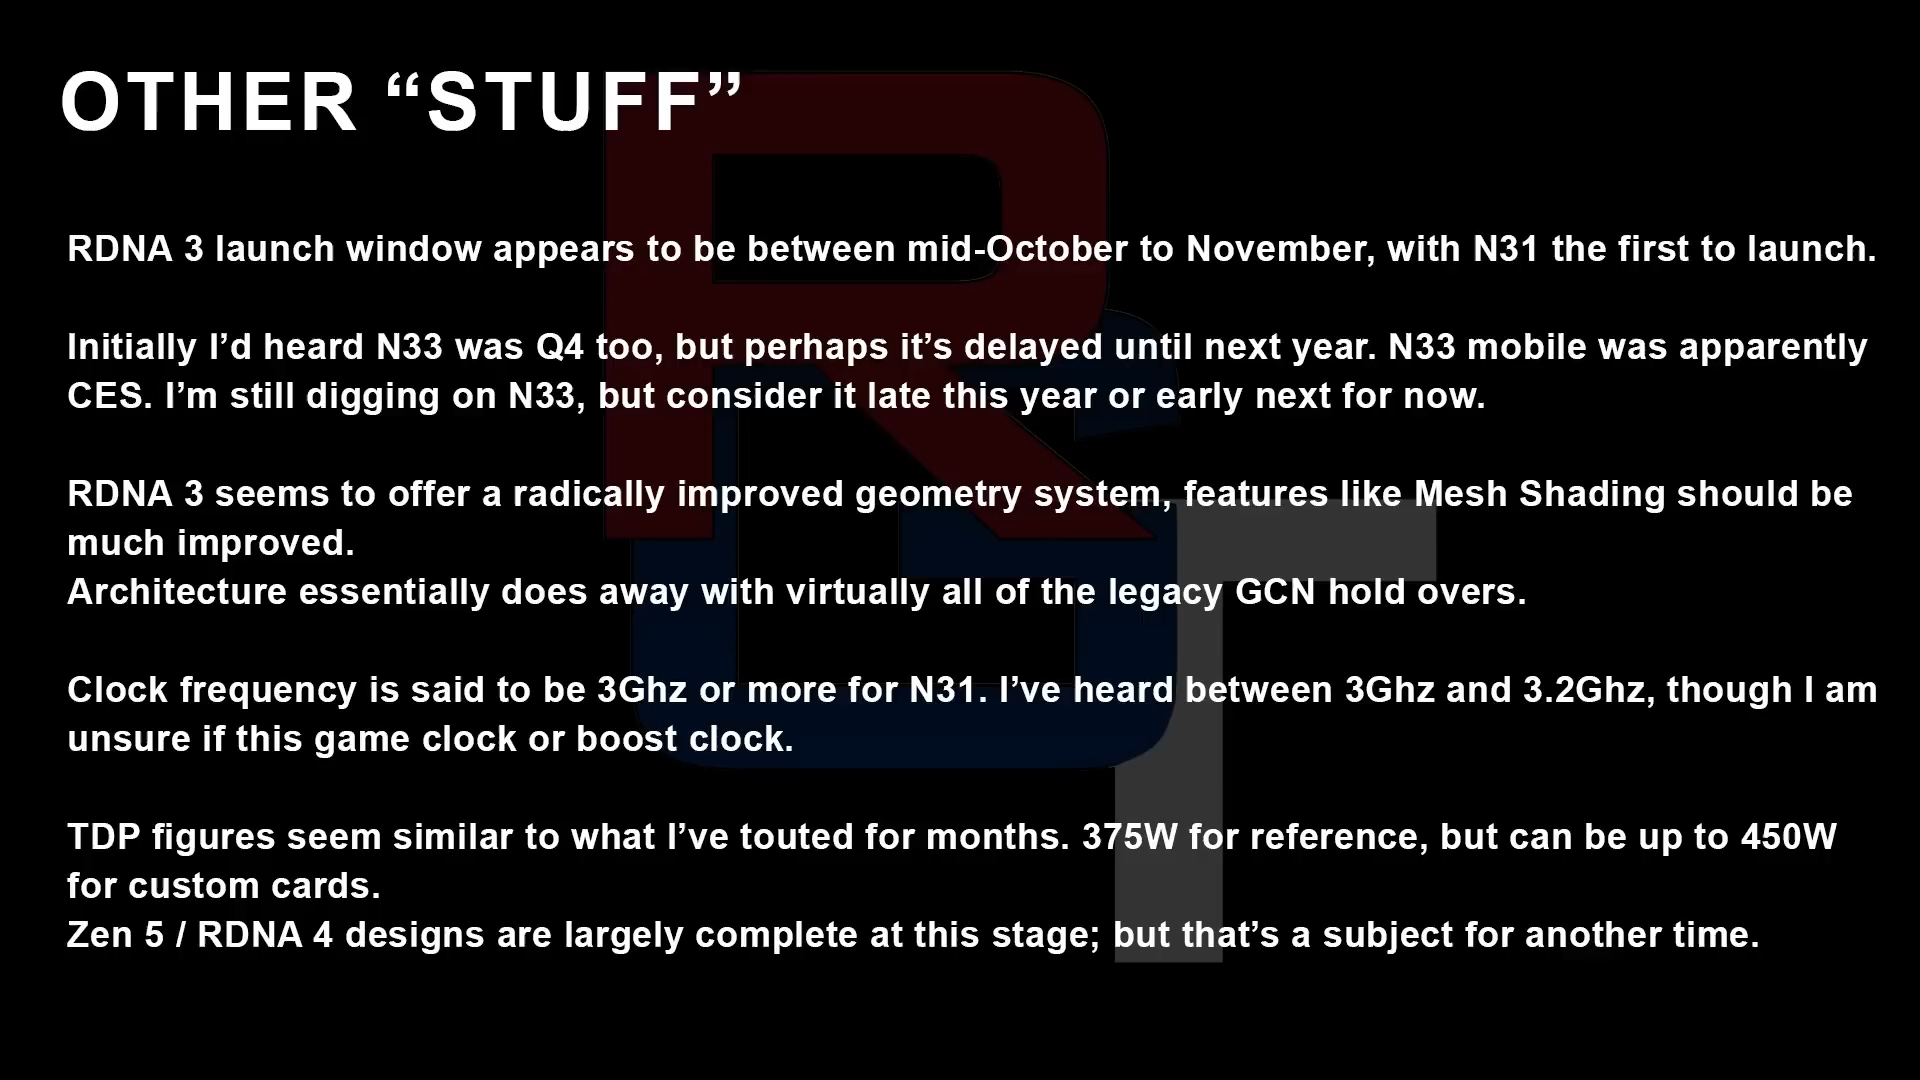 OTHER “STUFF”
RDNA 3 launch window appears to be between mid-October to November, with N31 the first to launch.
Initially I’d heard N33 was Q4 too, but perhaps it’s delayed until next year. N33 mobile was apparently
CES. I’m still digging on N33, but consider it late this year or early next for now.
RDNA 3 seems to offer a radically improved geometry system, features like Mesh Shading should be
much improved.
Architecture essentially does away with virtually all of the legacy GCN hold overs.
Clock frequency is said to be 3Ghz or more for N31. I’ve heard between 3Ghz and 3.2Ghz, though I am
unsure if this game clock or boost clock.
TDP figures seem similar to what I’ve touted for months. 375W for reference, but can be up to 450W
for custom cards.
Zen 5 / RDNA 4 designs are largely complete at this stage; but that’s a subject for another time.
RGT